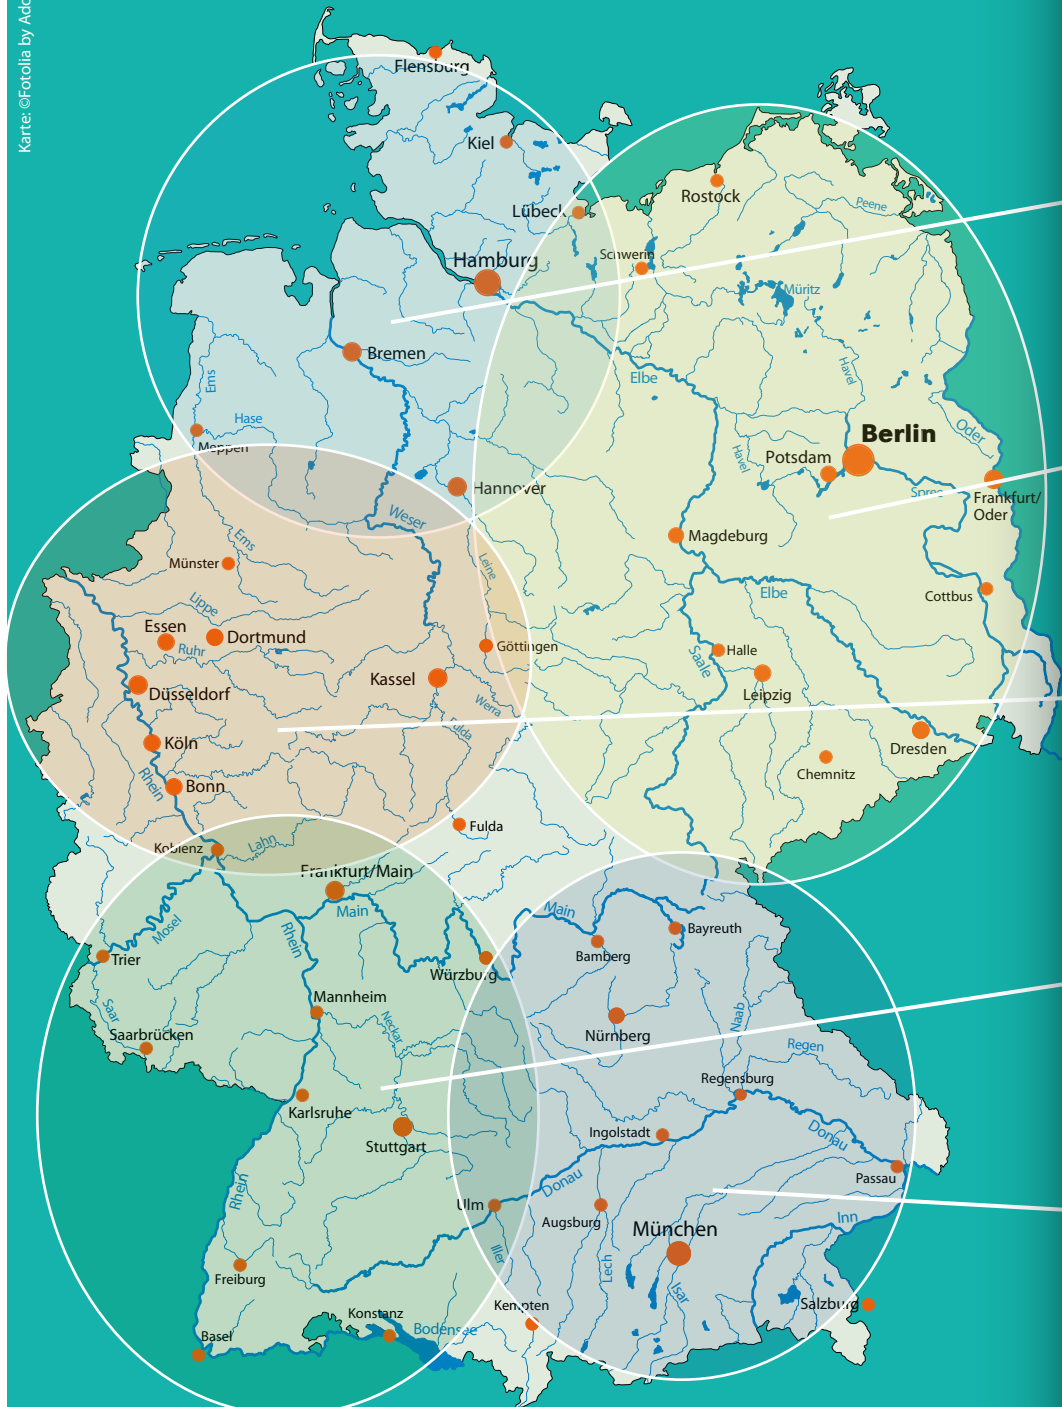 Karte: ©Fotolia by Ado
Flensburg
Kiel
Lübeck
Rostock
Peene
Schwerin
Hamburg
Müritz
Bremen
Elbe
Havel
Ems
Hase
Meppen
Oder
Berlin
Potsdam
Havel
Spree
Frankfurt/
Oder
Hannover
Weser
Magdeburg
Ems
Münster
Leine
Elbe
Cottbus
Lippe
Essen
Dortmund
Ruhr
Göttingen
Halle
Saale
Kassel
Leipzig
Düsseldorf
Werra
Fulda
Köln
Dresden
Chemnitz
Rhein
Bonn
Fulda
Koblenz
Lahn
Frankfurt/Main
Main
Main
Bayreuth
Mosel
Rhein
Bamberg
Trier
Würzburg
Mannheim
Saar
Neckar
Naab
Saarbrücken
Nürnberg
Regen
Regensburg
Karlsruhe
Ingolstadt
Donau
Stuttgart
Passau
Donau
Rhein
Ulm
Augsburg
Inn
München
Iller
Lech
Isar
Freiburg
Kempten
Salzburg
Konstanz
Bodensee
Basel